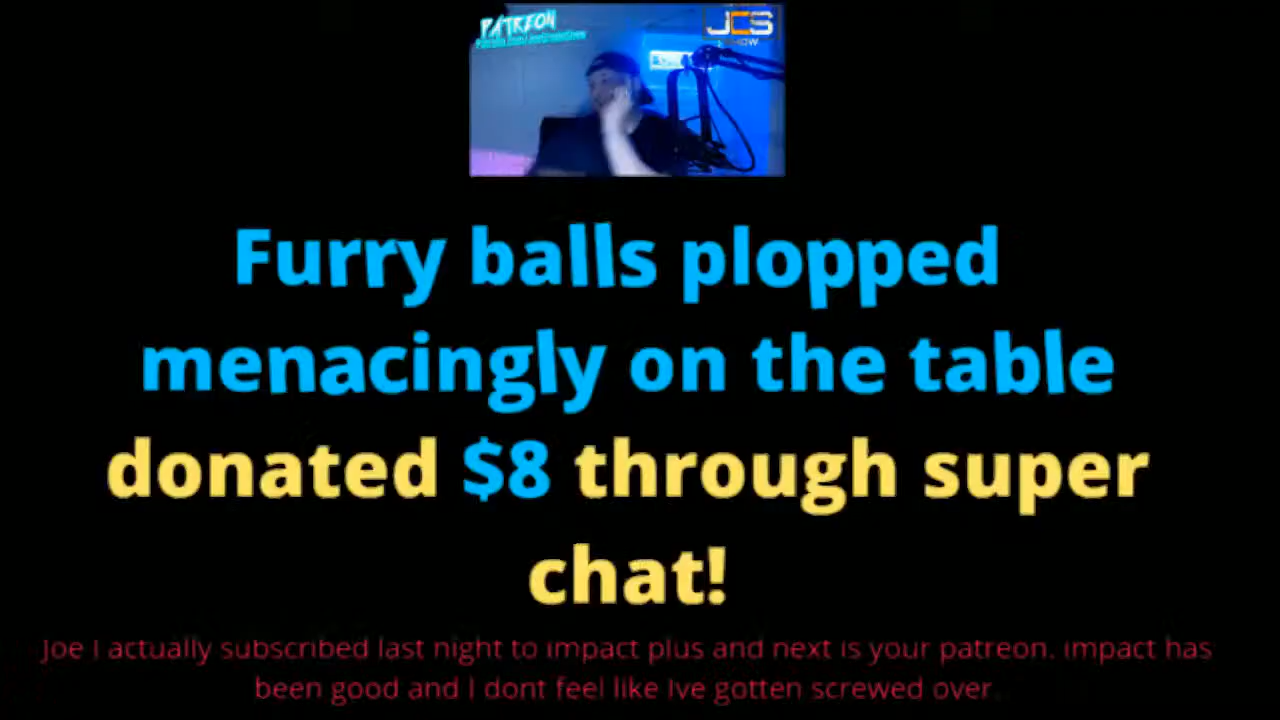 PATREON
JCS
SHOW
Furry balls plopped
menacingly on the table
donated $8 through super
chat!
Joe I actually subscribed last night to impact plus and next is your patreon. Impact has
been good and I dont feel like Ive gotten screwed over.